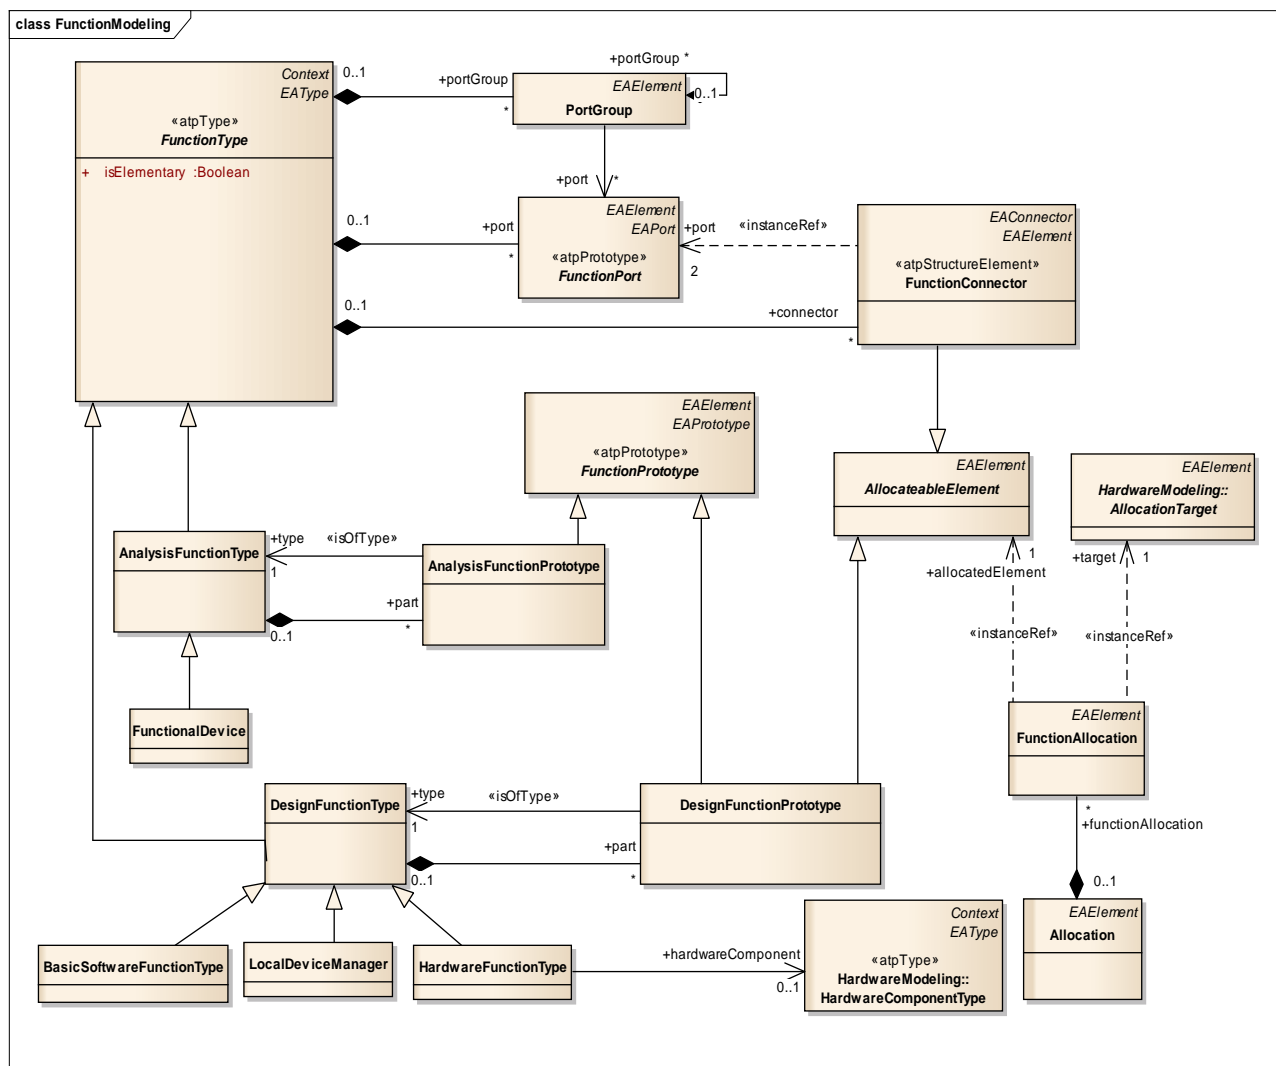 class FunctionModeling
Context
EAType
«atpType»
FunctionType
+ isElementary :Boolean
0..1
+portGroup
*
+portGroup *
0..1
EAElement
PortGroup
+port
*
0..1
+port
*
EAElement
EAPort
«atpPrototype»
FunctionPort
+port
«instanceRef»
2
EAConnector
EAElement
«atpStructureElement»
FunctionConnector
0..1
+connector
*
EAElement
EAPrototype
«atpPrototype»
FunctionPrototype
EAElement
AllocateableElement
EAElement
HardwareModeling::
AllocationTarget
AnalysisFunctionType
+type
«isOfType»
1
AnalysisFunctionPrototype
+part
0..1
*
1
+allocatedElement
+target
1
«instanceRef»
«instanceRef»
FunctionalDevice
EAElement
FunctionAllocation
DesignFunctionType
+type
«isOfType»
1
DesignFunctionPrototype
+part
0..1
*
*
+functionAllocation
0..1
EAElement
Allocation
BasicSoftwareFunctionType
LocalDeviceManager
HardwareFunctionType
+hardwareComponent
0..1
Context
EAType
«atpType»
HardwareModeling::
HardwareComponentType